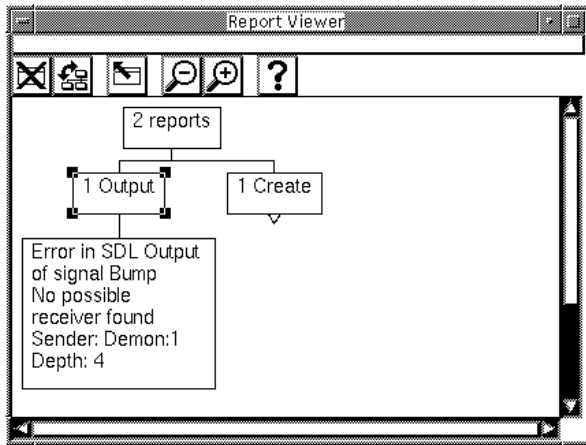 Report Viewer
?
2 reports
1 Output
1 Create
Error in SDL Output
of signal Bump
No possible
receiver found
Sender: Demon:1
Depth: 4